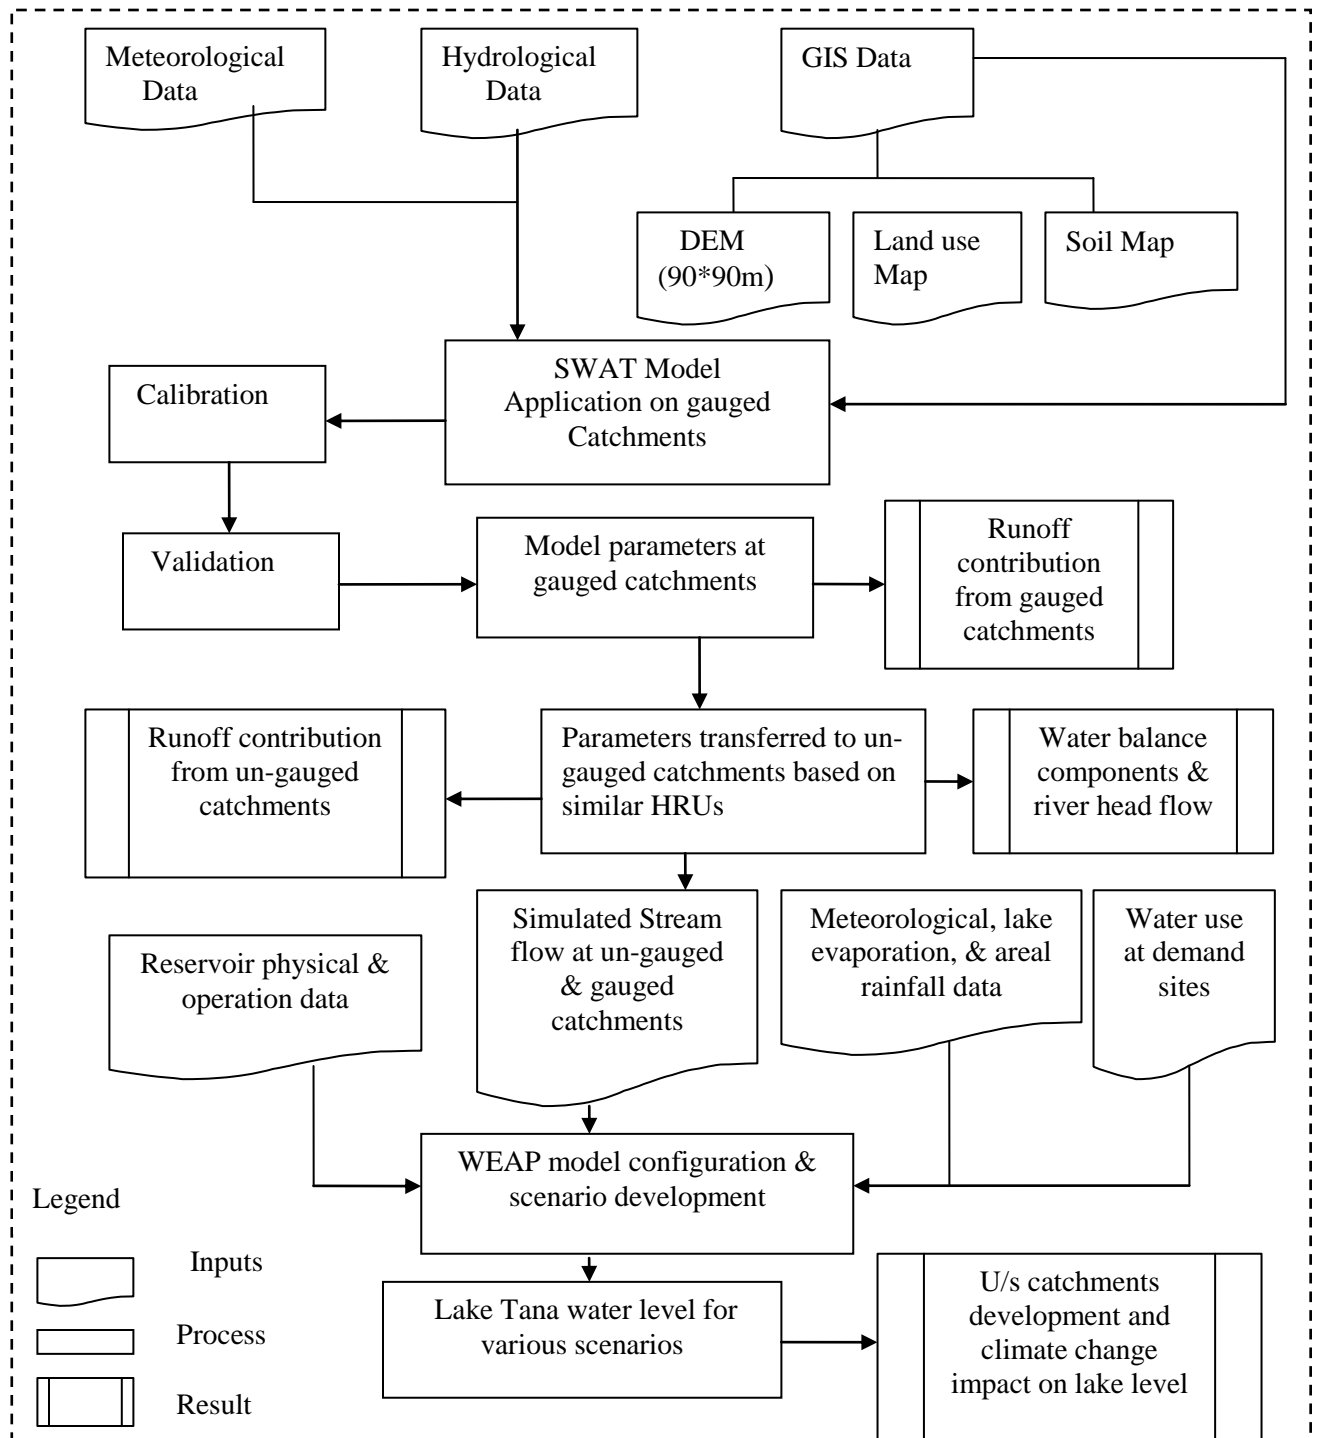 Meteorological
Data
Hydrological
Data
GIS Data
DEM
(90*90m)
Land use
Map
Soil Map
SWAT Model
Application on gauged
Catchments
Calibration
Validation
Model parameters at
gauged catchments
Runoff
contribution
from gauged
catchments
Runoff contribution
from un-gauged
catchments
Parameters transferred to un-
gauged catchments based on
similar HRUs
Water balance
components &
river head flow
Reservoir physical &
operation data
Simulated Stream
flow at un-gauged
& gauged
catchments
Meteorological, lake
evaporation, & areal
rainfall data
Water use
at demand
sites
WEAP model configuration &
scenario development
Lake Tana water level for
various scenarios
U/s catchments
development and
climate change
impact on lake level
Legend
Inputs
Process
Result